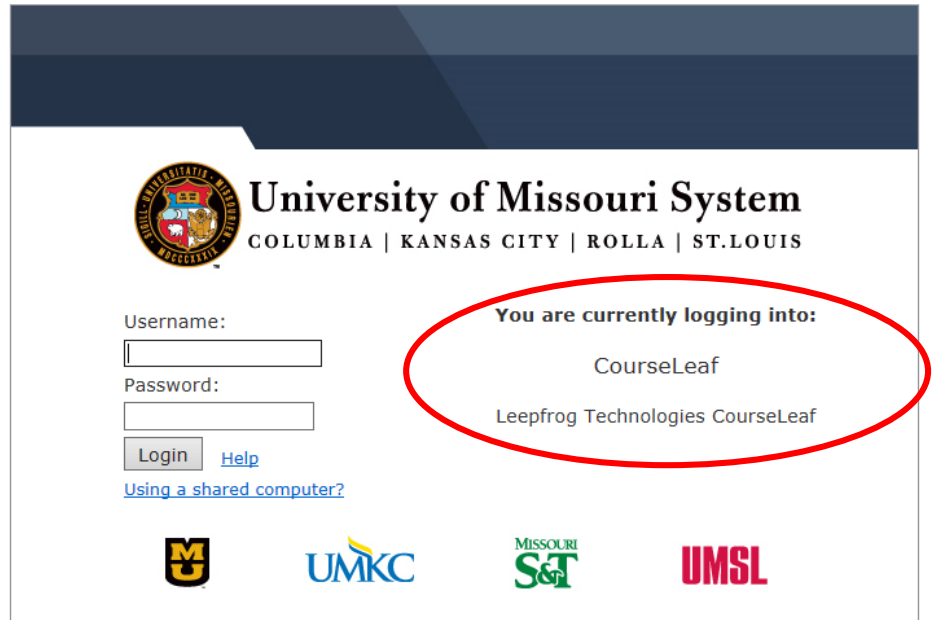 University of Missouri System
COLUMBIA | KANSAS CITY | ROLLA | ST.LOUIS
Username:
Password:
Login Help
Using a shared computer?
You are currently logging into:
CourseLeaf
Leepfrog Technologies CourseLeaf
MU
UMKC
MISSOURI
S&T
UMSL